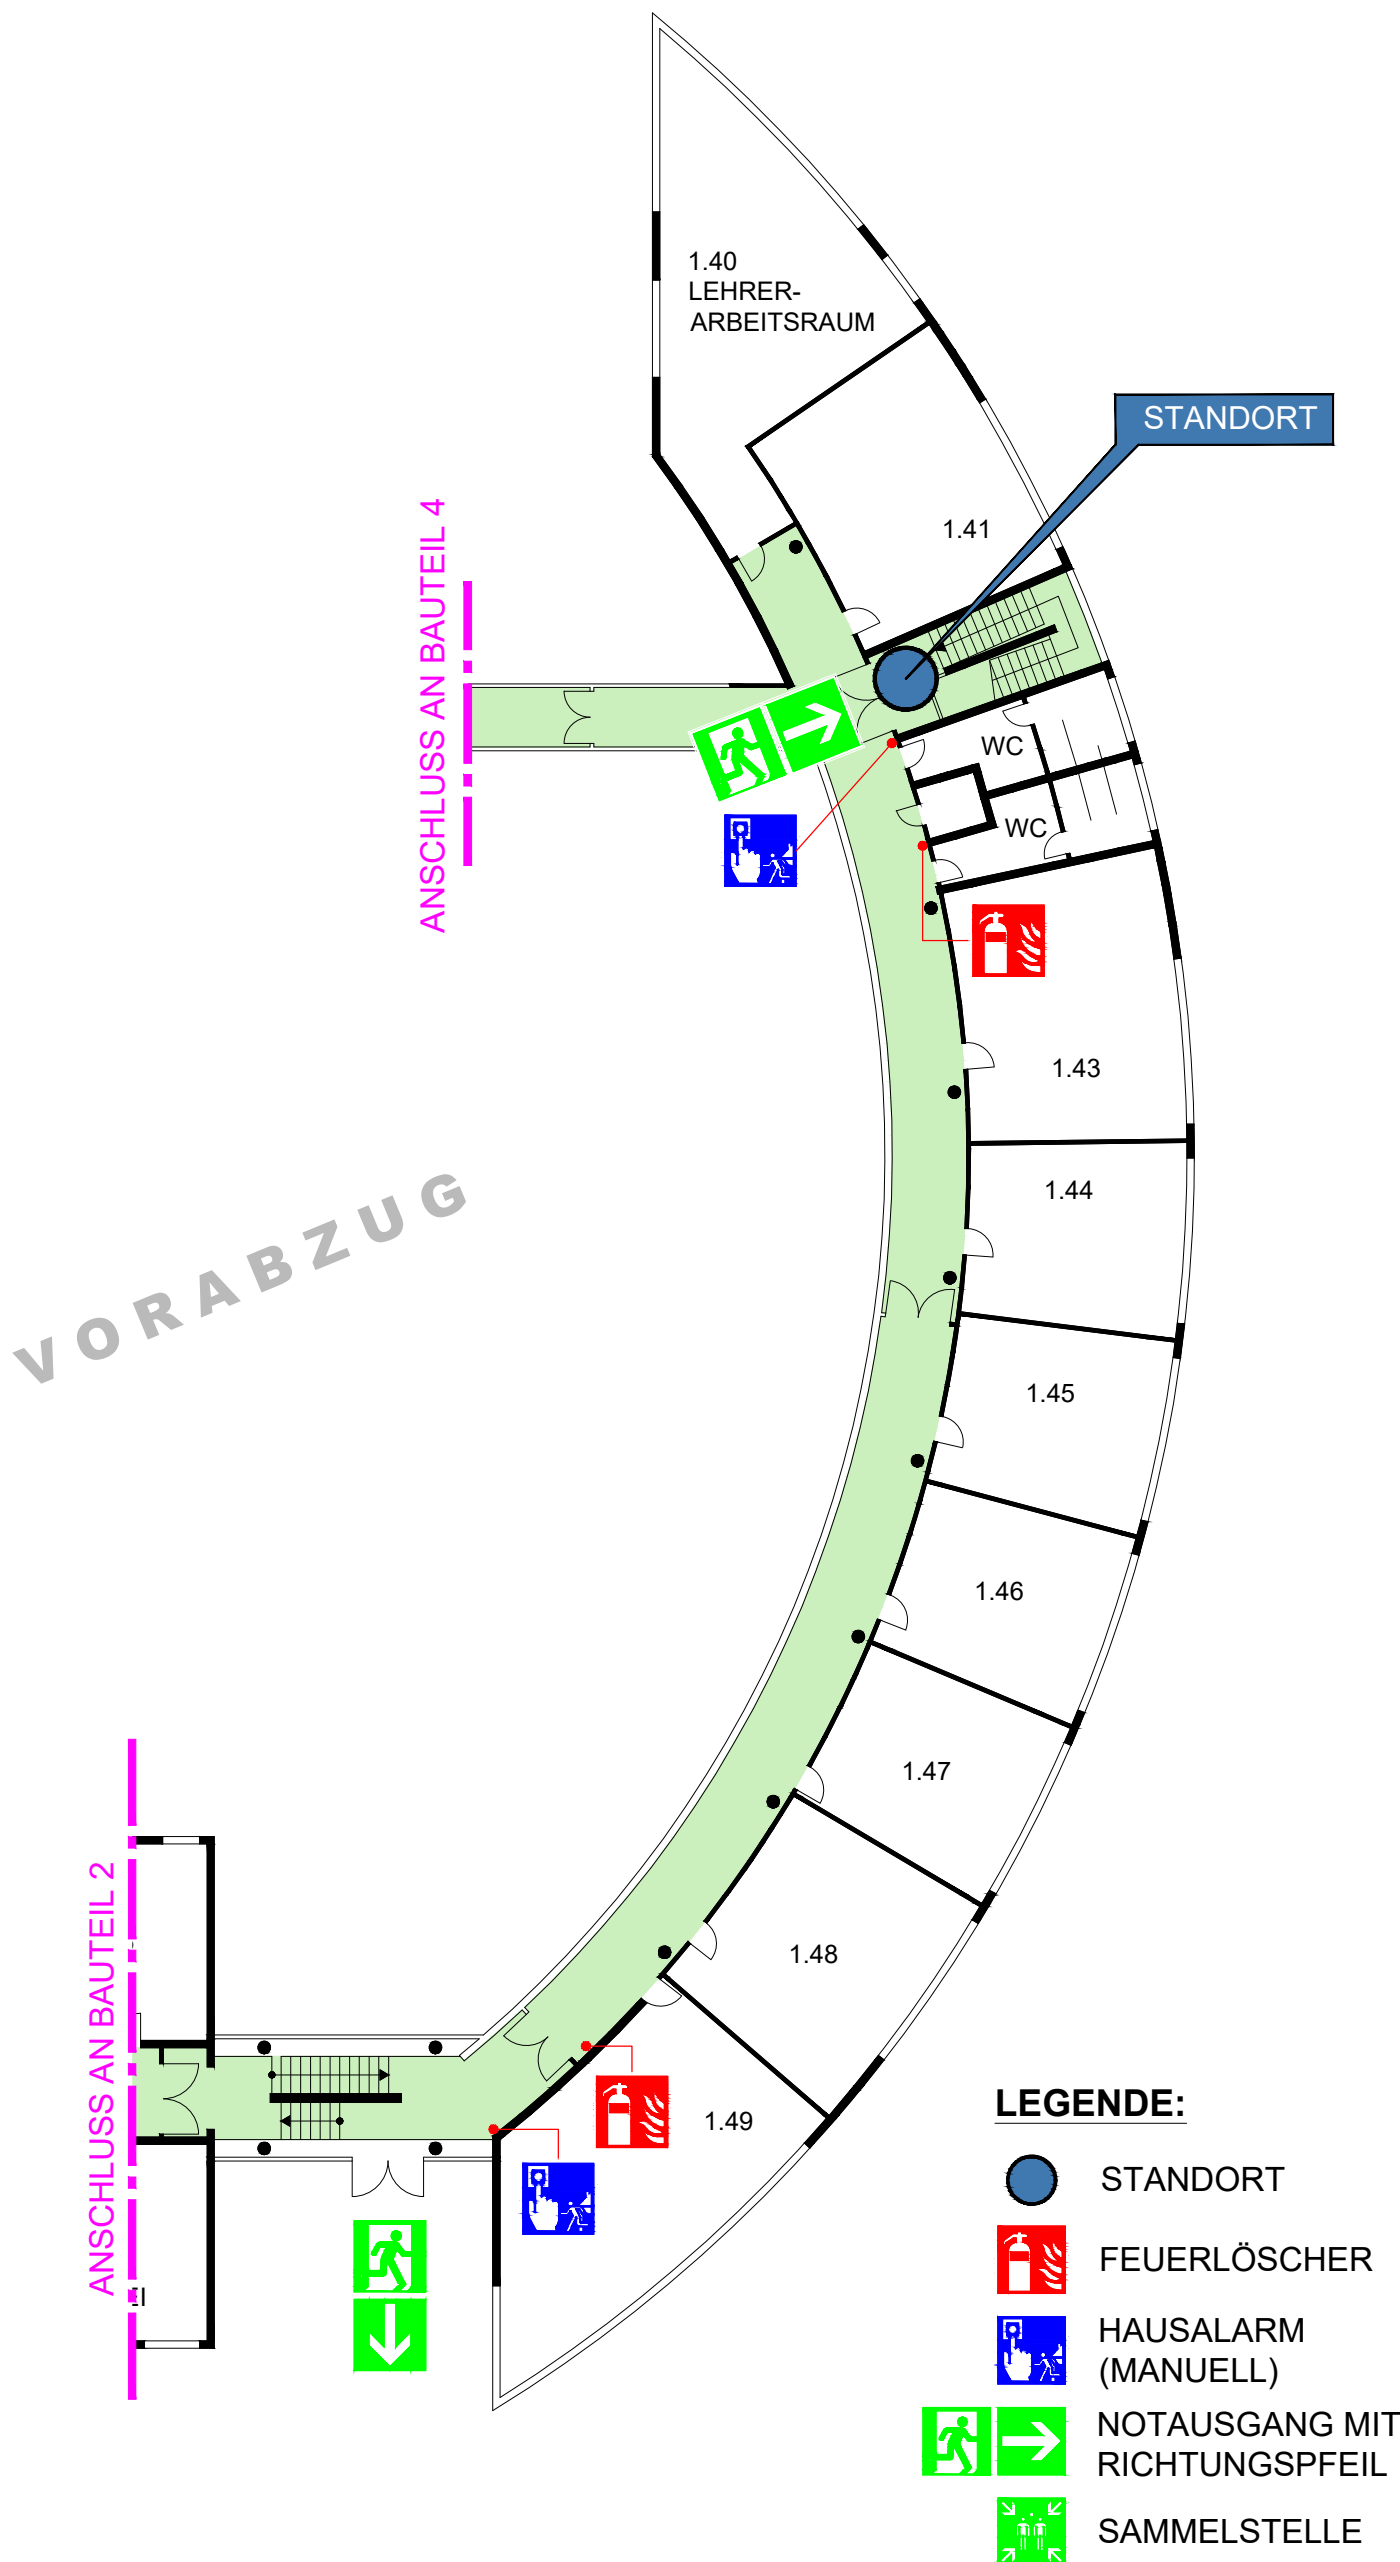 1.40
LEHRER-
ARBEITSRAUM
STANDORT
1.41
ANSCHLUSS AN BAUTEIL 4
WC
WC
1.43
1.44
VORABZUG
1.45
1.46
1.47
1.48
1.49
ANSCHLUSS AN BAUTEIL 2
LEGENDE:
STANDORT
FEUERLÖSCHER
HAUSALARM
(MANUELL)
NOTAUSGANG MIT
RICHTUNGSPFEIL
SAMMELSTELLE